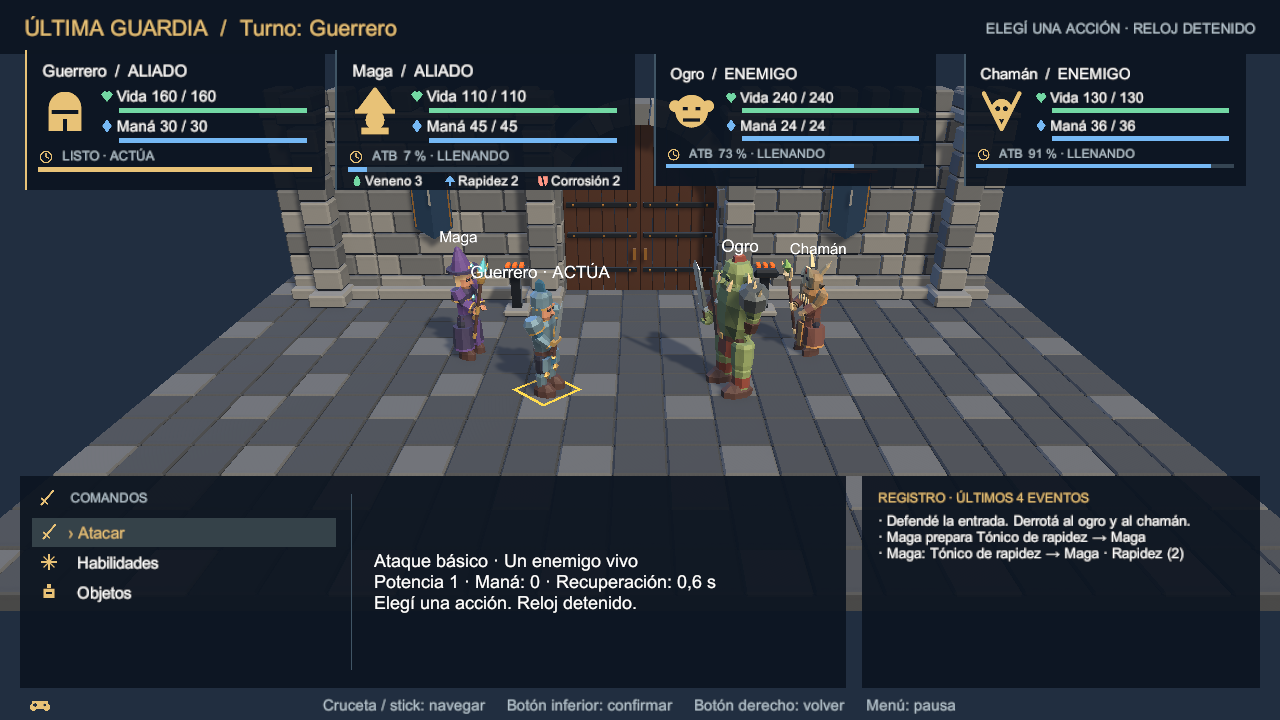 ÚLTIMA GUARDIA / Turno: Guerrero
ELEGÍ UNA ACCIÓN · RELOJ DETENIDO
Guerrero / ALIADO
Vida 160 / 160
Maná 30 / 30
LISTO · ACTÚA
Maga / ALIADO
Vida 110 / 110
Maná 45 / 45
ATB 7 % · LLENANDO
Veneno 3 Rapidez 2 Corrosión 2
Ogro / ENEMIGO
Vida 240 / 240
Maná 24 / 24
ATB 73 % · LLENANDO
Chamán / ENEMIGO
Vida 130 / 130
Maná 36 / 36
ATB 91 % · LLENANDO
Maga
Guerrero · ACTÚA
Ogro
Chamán
COMANDOS
› Atacar
Habilidades
Objetos
Ataque básico · Un enemigo vivo
Potencia 1 · Maná: 0 · Recuperación: 0,6 s
Elegí una acción. Reloj detenido.
REGISTRO · ÚLTIMOS 4 EVENTOS
· Defendé la entrada. Derrotá al ogro y al chamán.
· Maga prepara Tónico de rapidez → Maga
· Maga: Tónico de rapidez → Maga · Rapidez (2)
Cruceta / stick: navegar Botón inferior: confirmar Botón derecho: volver Menú: pausa